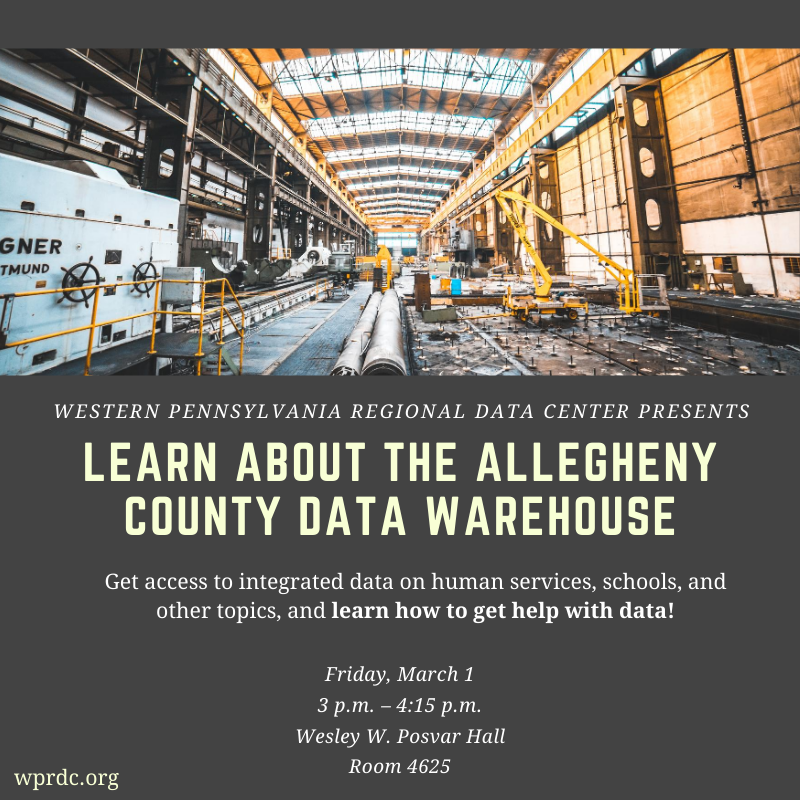 GNER
TMUND
WESTERN PENNSYLVANIA REGIONAL DATA CENTER PRESENTS
LEARN ABOUT THE ALLEGHENY
COUNTY DATA WAREHOUSE
Get access to integrated data on human services, schools, and
other topics, and learn how to get help with data!
Friday, March 1
3 p.m. – 4:15 p.m.
Wesley W. Posvar Hall
Room 4625
wprdc.org